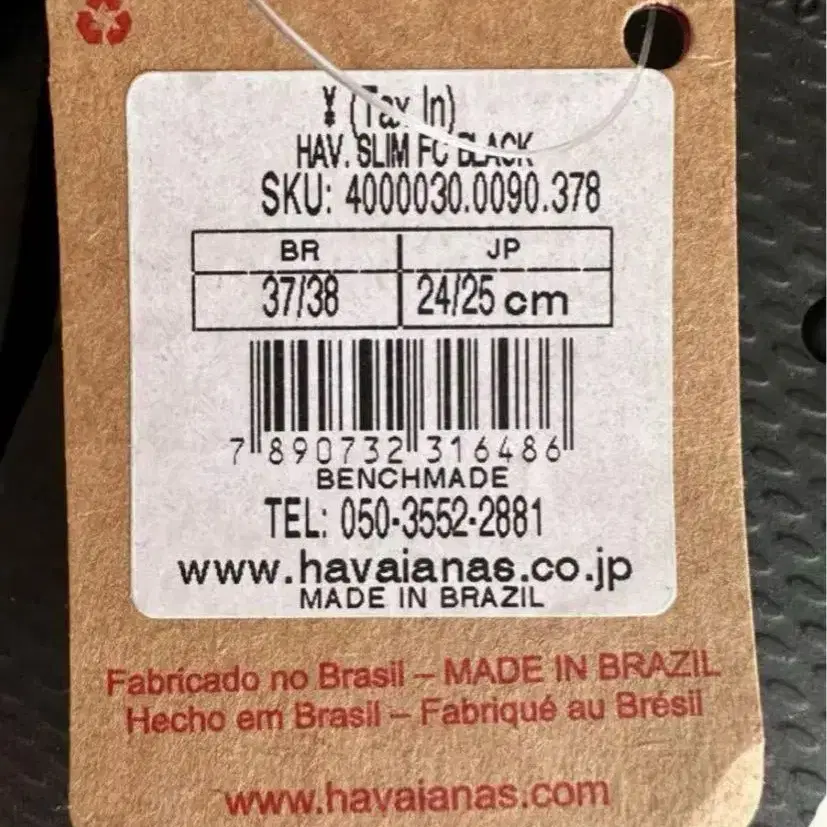 ¥ (Tax In)
HAV. SLIM FC BLACK
SKU: 4000030.0090.378
BR JP
37/38 24/25 cm
7 890732 316486
BENCHMADE
TEL: 050-3552-2881
www.havaianas.co.jp
MADE IN BRAZIL
Fabricado no Brasil – MADE IN BRAZIL
Hecho em Brasil – Fabriqué au Brésil
www.havaianas.com